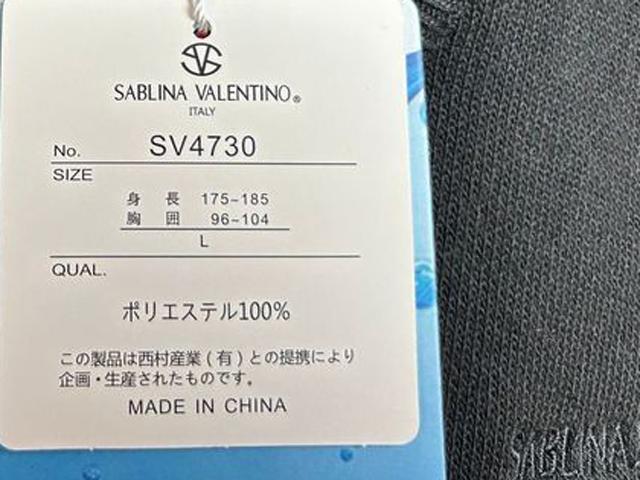 SV
SABLINA VALENTINO®
ITALY
No. SV4730
SIZE
身長 175~185
胸囲 96~104
L
QUAL.
ポリエステル100%
この製品は西村産業(有)との提携により
企画・生産されたものです。
MADE IN CHINA
SABLINA